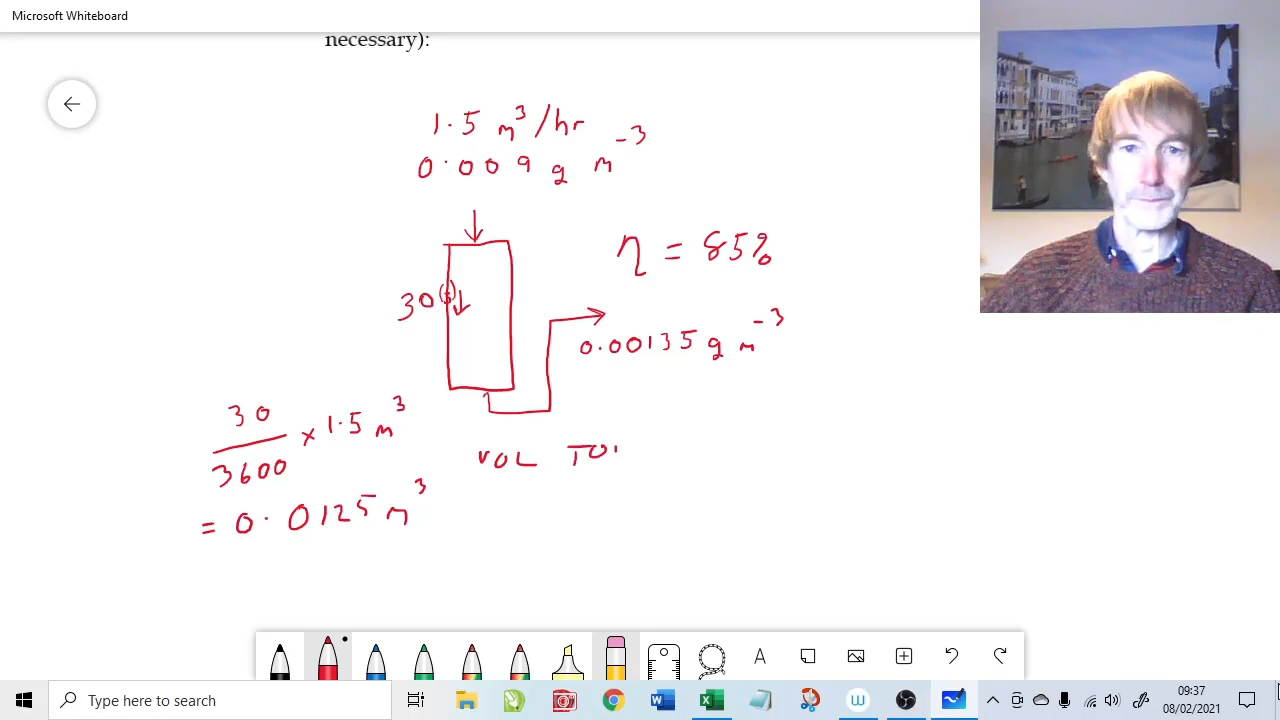 Microsoft Whiteboard
necessary):
1.5 m³/hr
0.009 g m⁻³
η = 85%
30(s)
0.00135 g m⁻³
30
3600
× 1.5 m³
VOL TO
= 0.0125 m³
A
Type here to search
09:37
08/02/2021